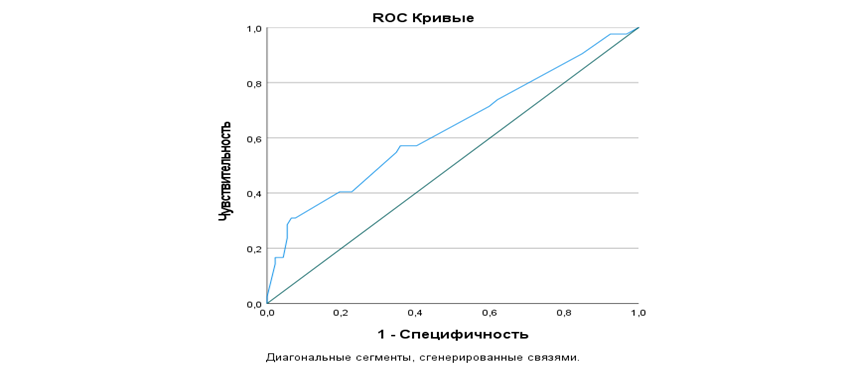 ROC Кривые
1,0
0,8
0,6
0,4
0,2
0,0
Чувствительность
0,0 0,2 0,4 0,6 0,8 1,0
1 - Специфичность
Диагональные сегменты, сгенерированные связями.